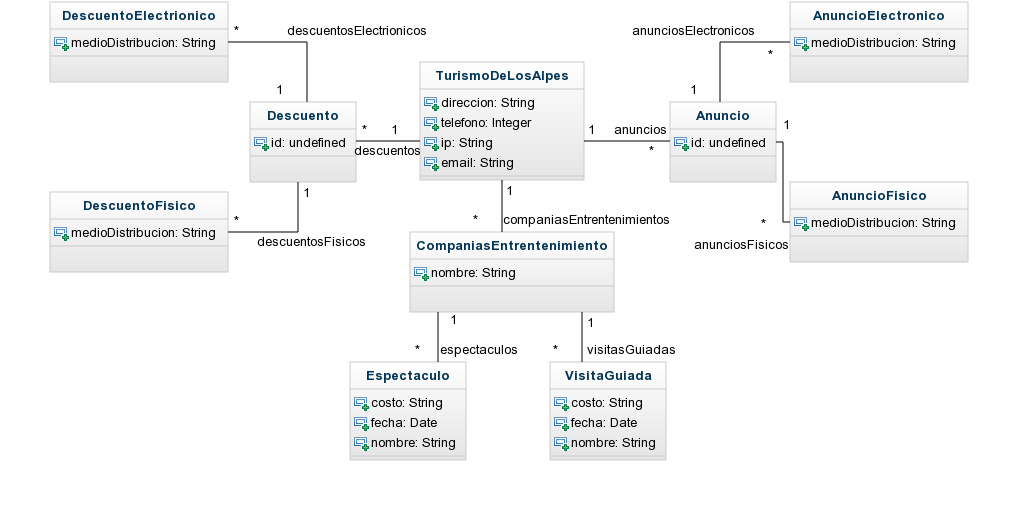 DescuentoElectrionico
medioDistribucion: String
*
descuentosElectrionicos
1
AnuncioElectrónico
medioDistribucion: String
anunciosElectronicos
*
1
TurismoDeLosAlpes
direccion: String
telefono: Integer
ip: String
email: String
Descuento
id: undefined
*
1
descuentos
1
anuncios
*
Anuncio
id: undefined
1
1
DescuentoFisico
medioDistribucion: String
*
descuentosFisicos
AnuncioFisico
medioDistribucion: String
*
anunciosFisicos
1
*
companiasEntrentenimientos
CompaniasEntrentenimiento
nombre: String
1
*
espectaculos
1
*
visitasGuiadas
Espectaculo
costo: String
fecha: Date
nombre: String
VisitaGuiada
costo: String
fecha: Date
nombre: String